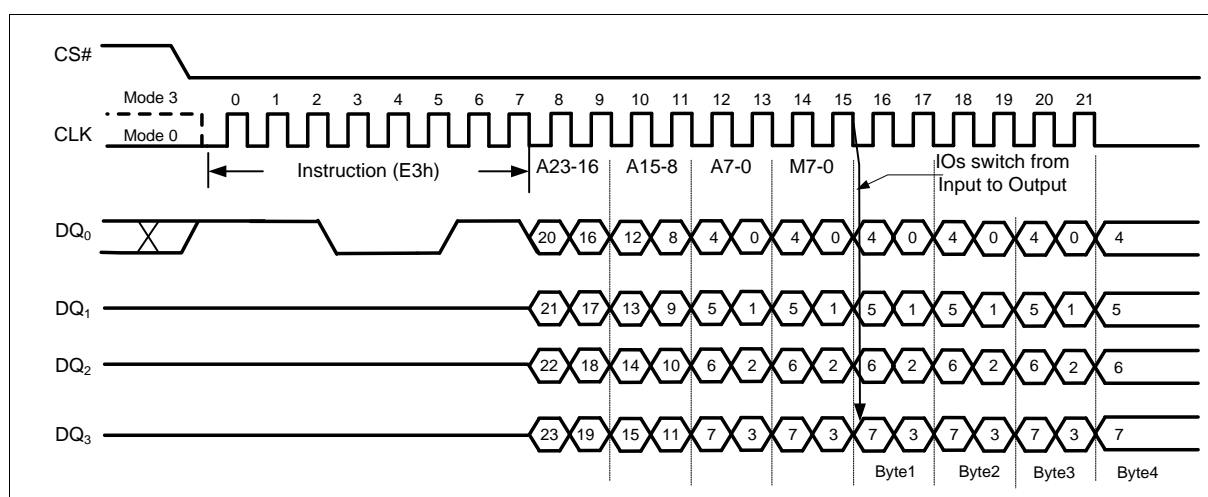 CS#
Mode 3
0 1 2 3 4 5 6 7 8 9 10 11 12 13 14 15 16 17 18 19 20 21
CLK
Mode 0
Instruction (E3h)
A23-16 A15-8 A7-0 M7-0
IOs switch from
Input to Output
DQ0 20 16 12 8 4 0 4 0 4 0 4 0 4 0 4
DQ1 21 17 13 9 5 1 5 1 5 1 5 1 5 1 5
DQ2 22 18 14 10 6 2 6 2 6 2 6 2 6 2 6
DQ3 23 19 15 11 7 3 7 3 7 3 7 3 7 3 7
Byte1 Byte2 Byte3 Byte4